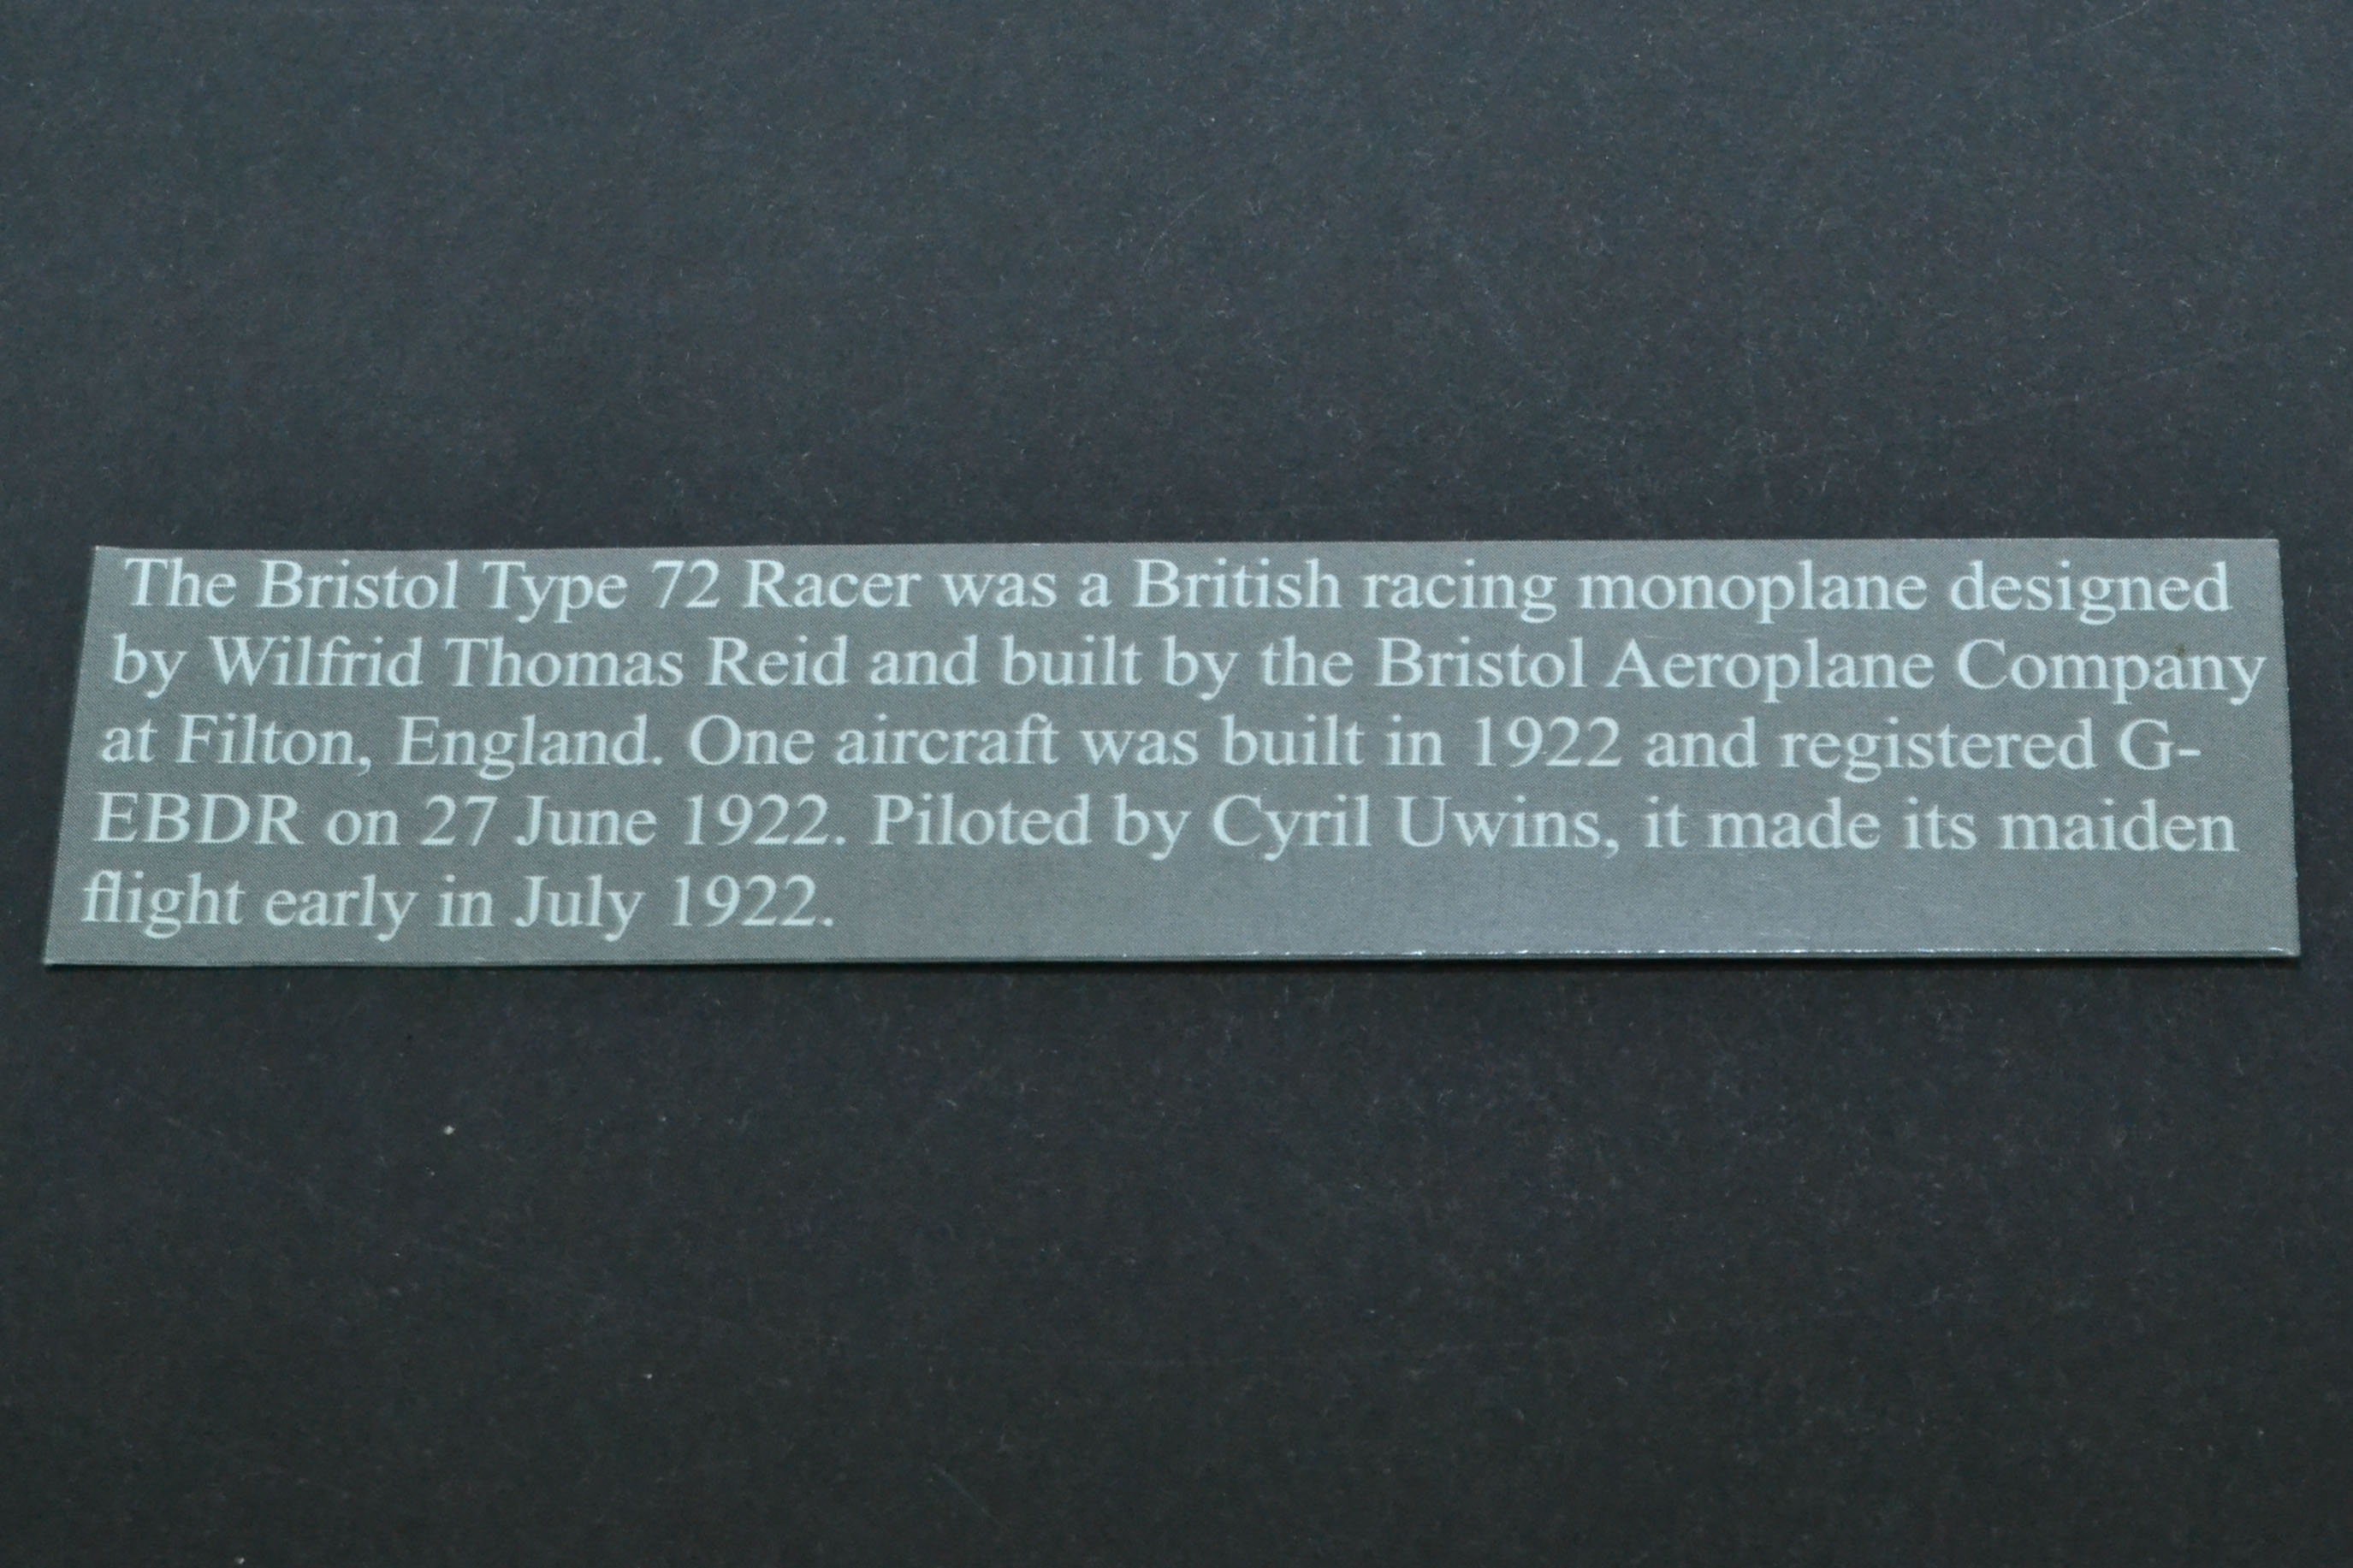 The Bristol Type 72 Racer was a British racing monoplane designed
by Wilfrid Thomas Reid and built by the Bristol Aeroplane Company
at Filton, England. One aircraft was built in 1922 and registered G-
EBDR on 27 June 1922. Piloted by Cyril Uwins, it made its maiden
flight early in July 1922.